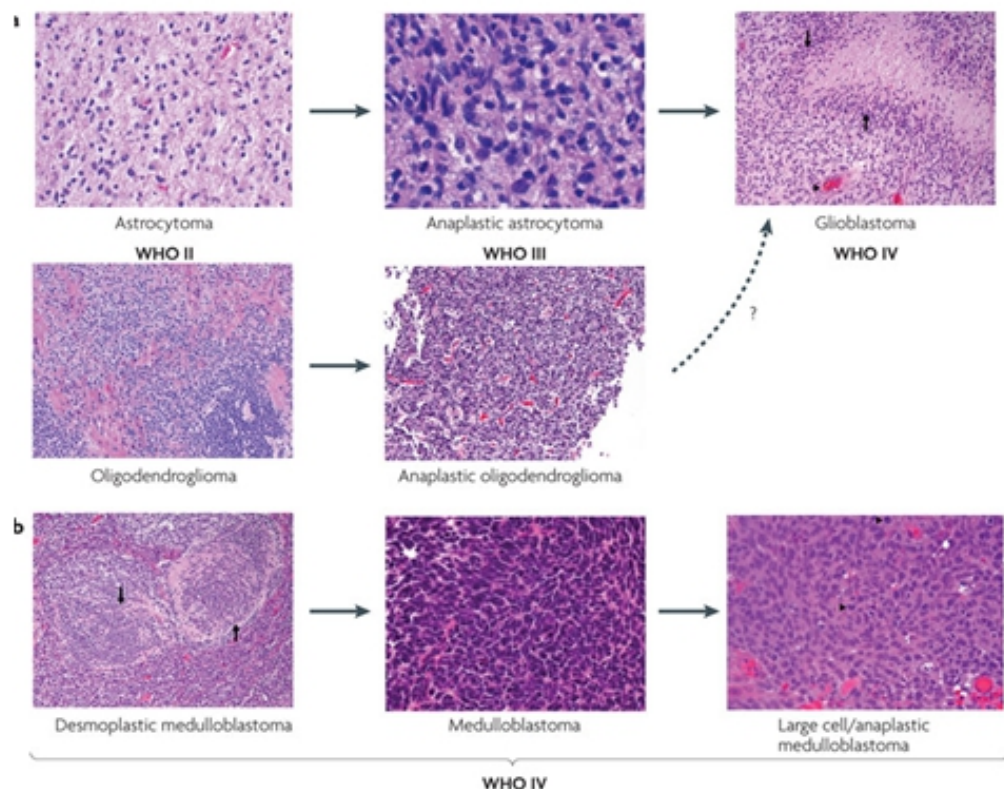 a
Astrocytoma
Anaplastic astrocytoma
Glioblastoma
WHO II
WHO III
WHO IV
?
Oligodendroglioma
Anaplastic oligodendroglioma
b
Desmoplastic medulloblastoma
Medulloblastoma
Large cell/anaplastic
medulloblastoma
WHO IV